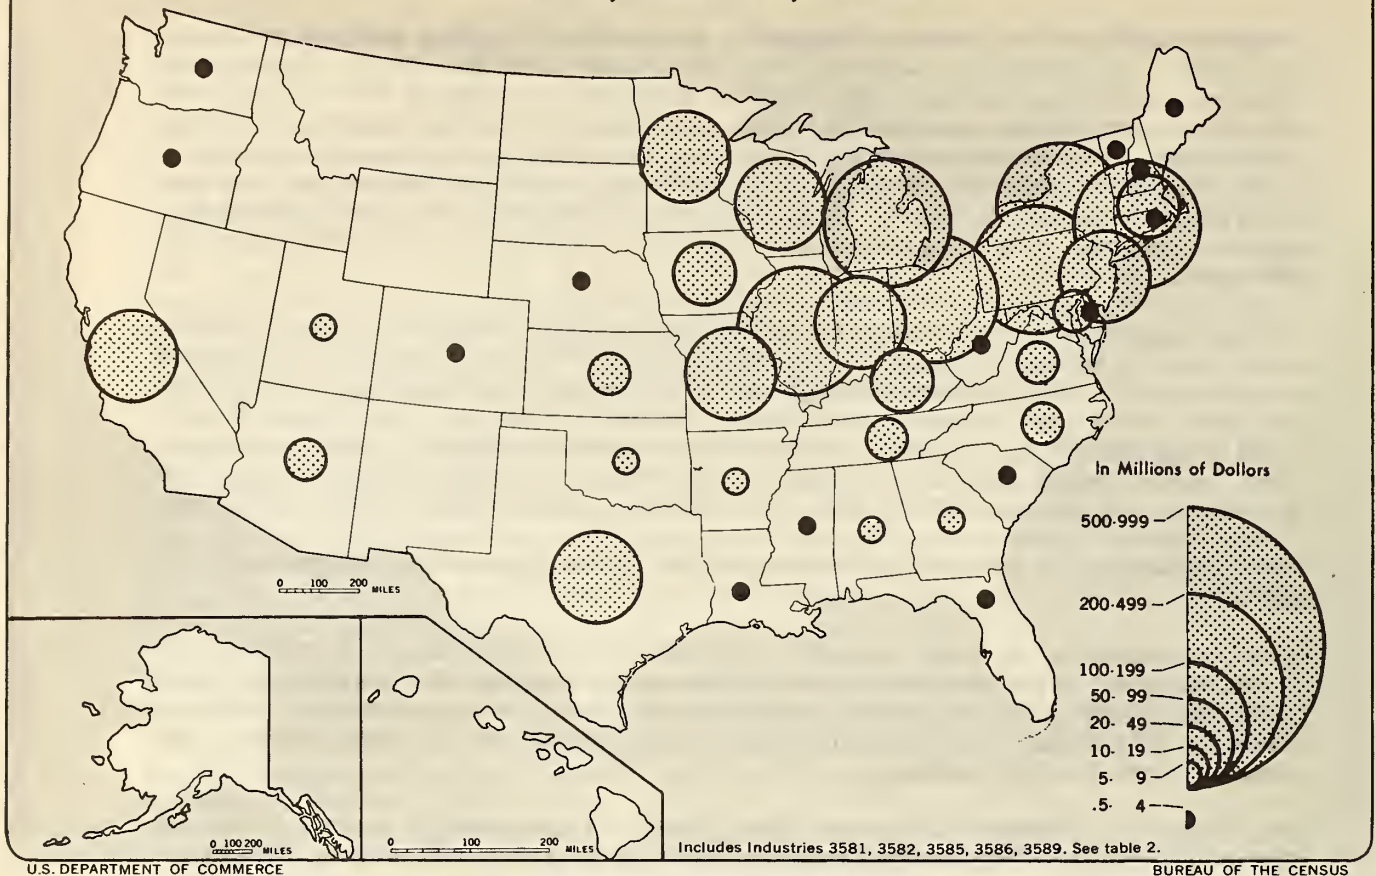 In Millions of Dollars
500-999
200-499
100-199
50- 99
20- 49
10- 19
5- 9
.5- 4
0 100 200 MILES
0 100 200 MILES
0 100 200 MILES
Includes Industries 3581, 3582, 3585, 3586, 3589. See table 2.
U.S. DEPARTMENT OF COMMERCE
BUREAU OF THE CENSUS